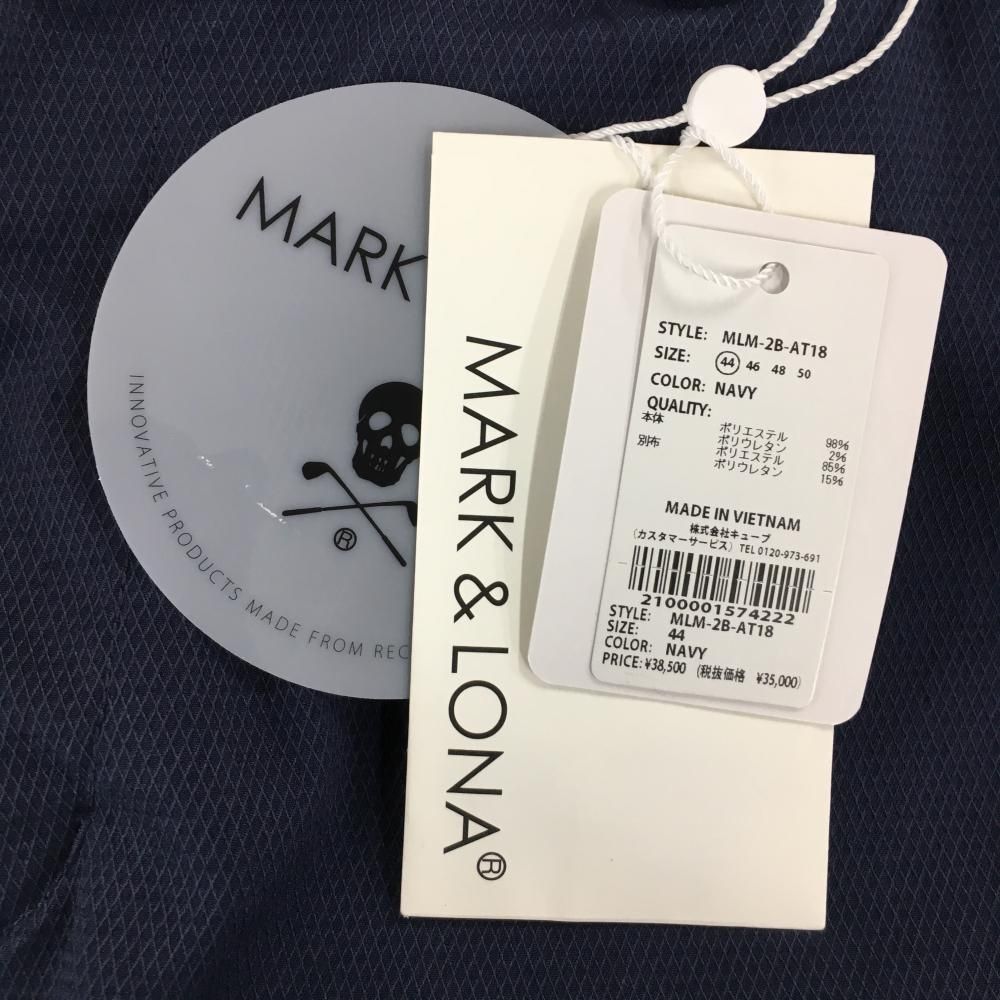 MARK
®
INNOVATIVE PRODUCTS MADE FROM REC
MARK & LONA®
STYLE: MLM-2B-AT18
SIZE: 44 46 48 50
COLOR: NAVY
QUALITY:
本体 ポリエステル 98%
ポリウレタン 2%
別布 ポリエステル 85%
ポリウレタン 15%
MADE IN VIETNAM
株式会社キューブ
(カスタマーサービス) TEL 0120-973-691
2100001574222
STYLE: MLM-2B-AT18
SIZE: 44
COLOR: NAVY
PRICE: ¥38,500 (税抜価格 ¥35,000)